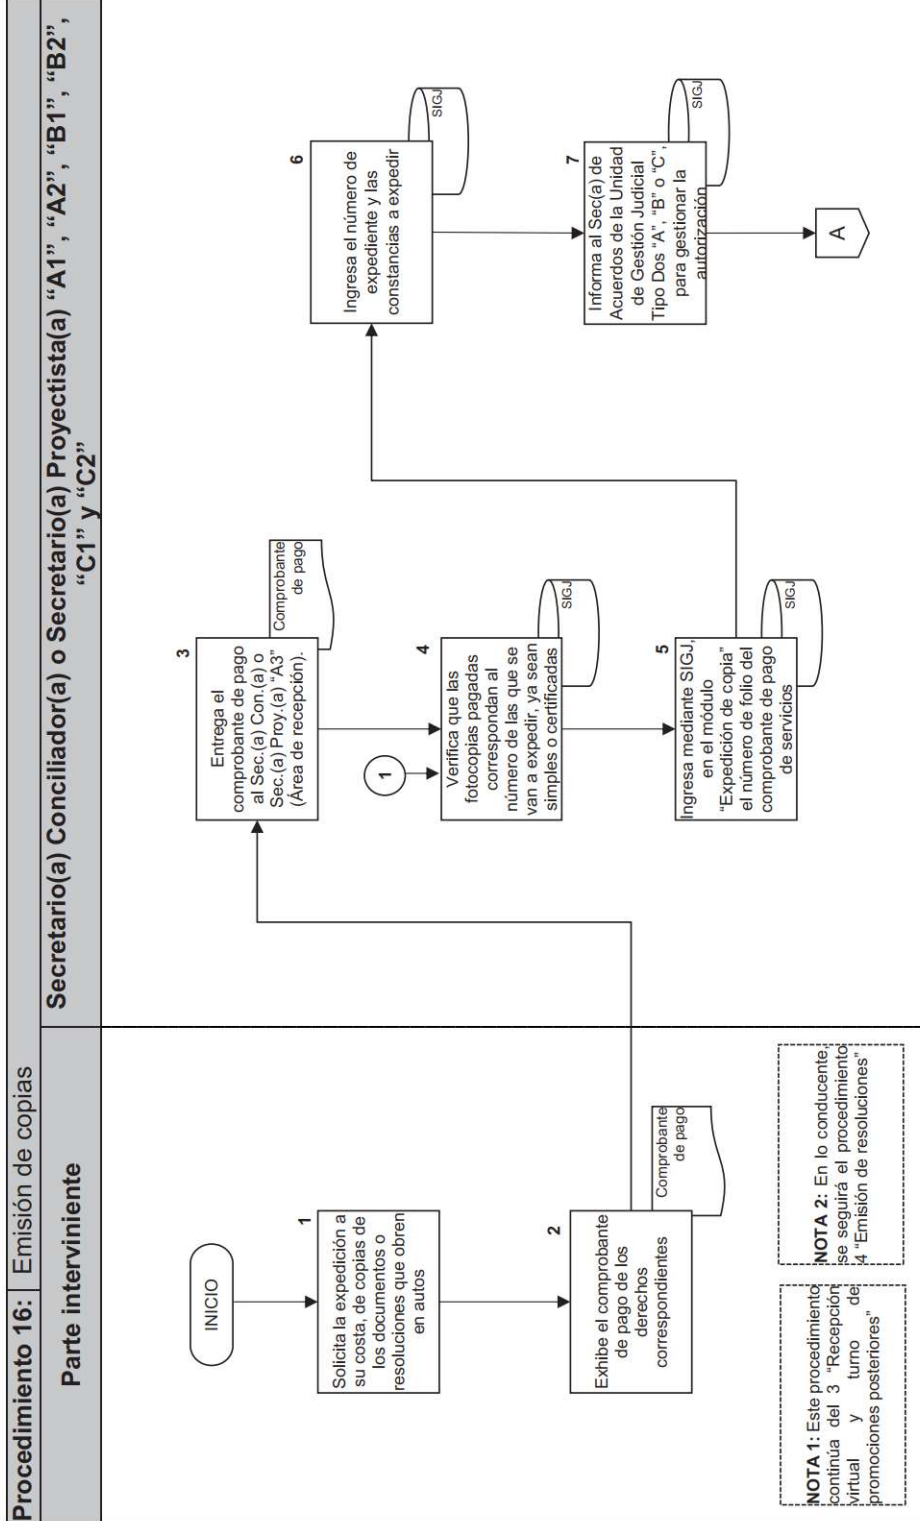 Procedimiento 16: Emisión de copias
Parte interviniente
Secretario(a) Conciliador(a) o Secretario(a) Proyectista(a) “A1”, “A2”, “B1”, “B2”,
“C1” y “C2”
INICIO
1
Solicita la expedición a
su costa, de copias de
los documentos o
resoluciones que obren
en autos
2
Exhibe el comprobante
de pago de los
derechos
correspondientes
Comprobante
de pago
NOTA 1: Este procedimiento
continúa del 3 “Recepción
virtual y turno de
promociones posteriores”
NOTA 2: En lo conducente,
se seguirá el procedimiento
4 “Emisión de resoluciones”
3
Entrega el
comprobante de pago
al Sec.(a) Con.(a) o
Sec.(a) Proy.(a) “A3”
(Área de recepción).
Comprobante
de pago
1
4
Verifica que las
fotocopias pagadas
correspondan al
número de las que se
van a expedir, ya sean
simples o certificadas
SIGJ
5
Ingresa mediante SIGJ,
en el módulo
“Expedición de copia”
el número de folio del
comprobante de pago
de servicios
SIGJ
6
Ingresa el número de
expediente y las
constancias a expedir
SIGJ
7
Informa al Sec(a) de
Acuerdos de la Unidad
de Gestión Judicial
Tipo Dos “A”, “B” o “C”,
para gestionar la
autorización
SIGJ
A